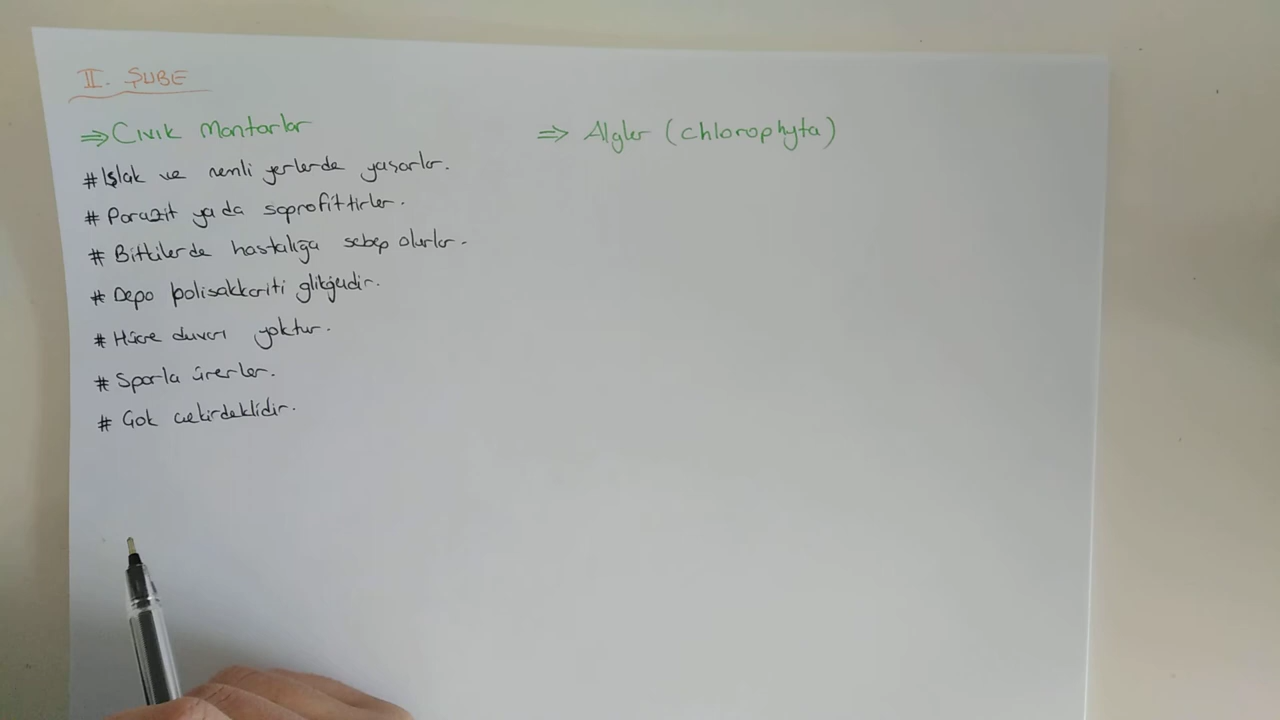 II. ŞUBE
⇒ Cıvık Mantarlar
# Islak ve nemli yerlerde yaşarlar.
# Parazit ya da saprofittirler.
# Bitkilerde hastalığa sebep olurlar.
# Depo polisakkariti glikojendir.
# Hücre duvarı yoktur.
# Sporla ürerler.
# Çok çekirdeklidir.
⇒ Algler (chlorophyta)